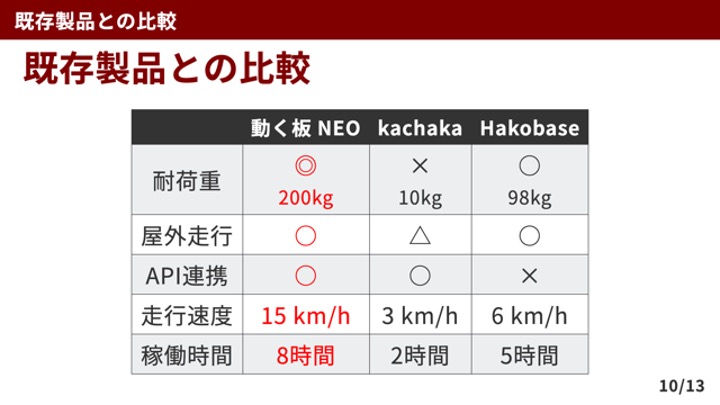 既存製品との比較
既存製品との比較
動く板 NEO kachaka Hakobase
耐荷重 ◎ × ○
200kg 10kg 98kg
屋外走行 ○ △ ○
API連携 ○ ○ ×
走行速度 15 km/h 3 km/h 6 km/h
稼働時間 8時間 2時間 5時間
10/13